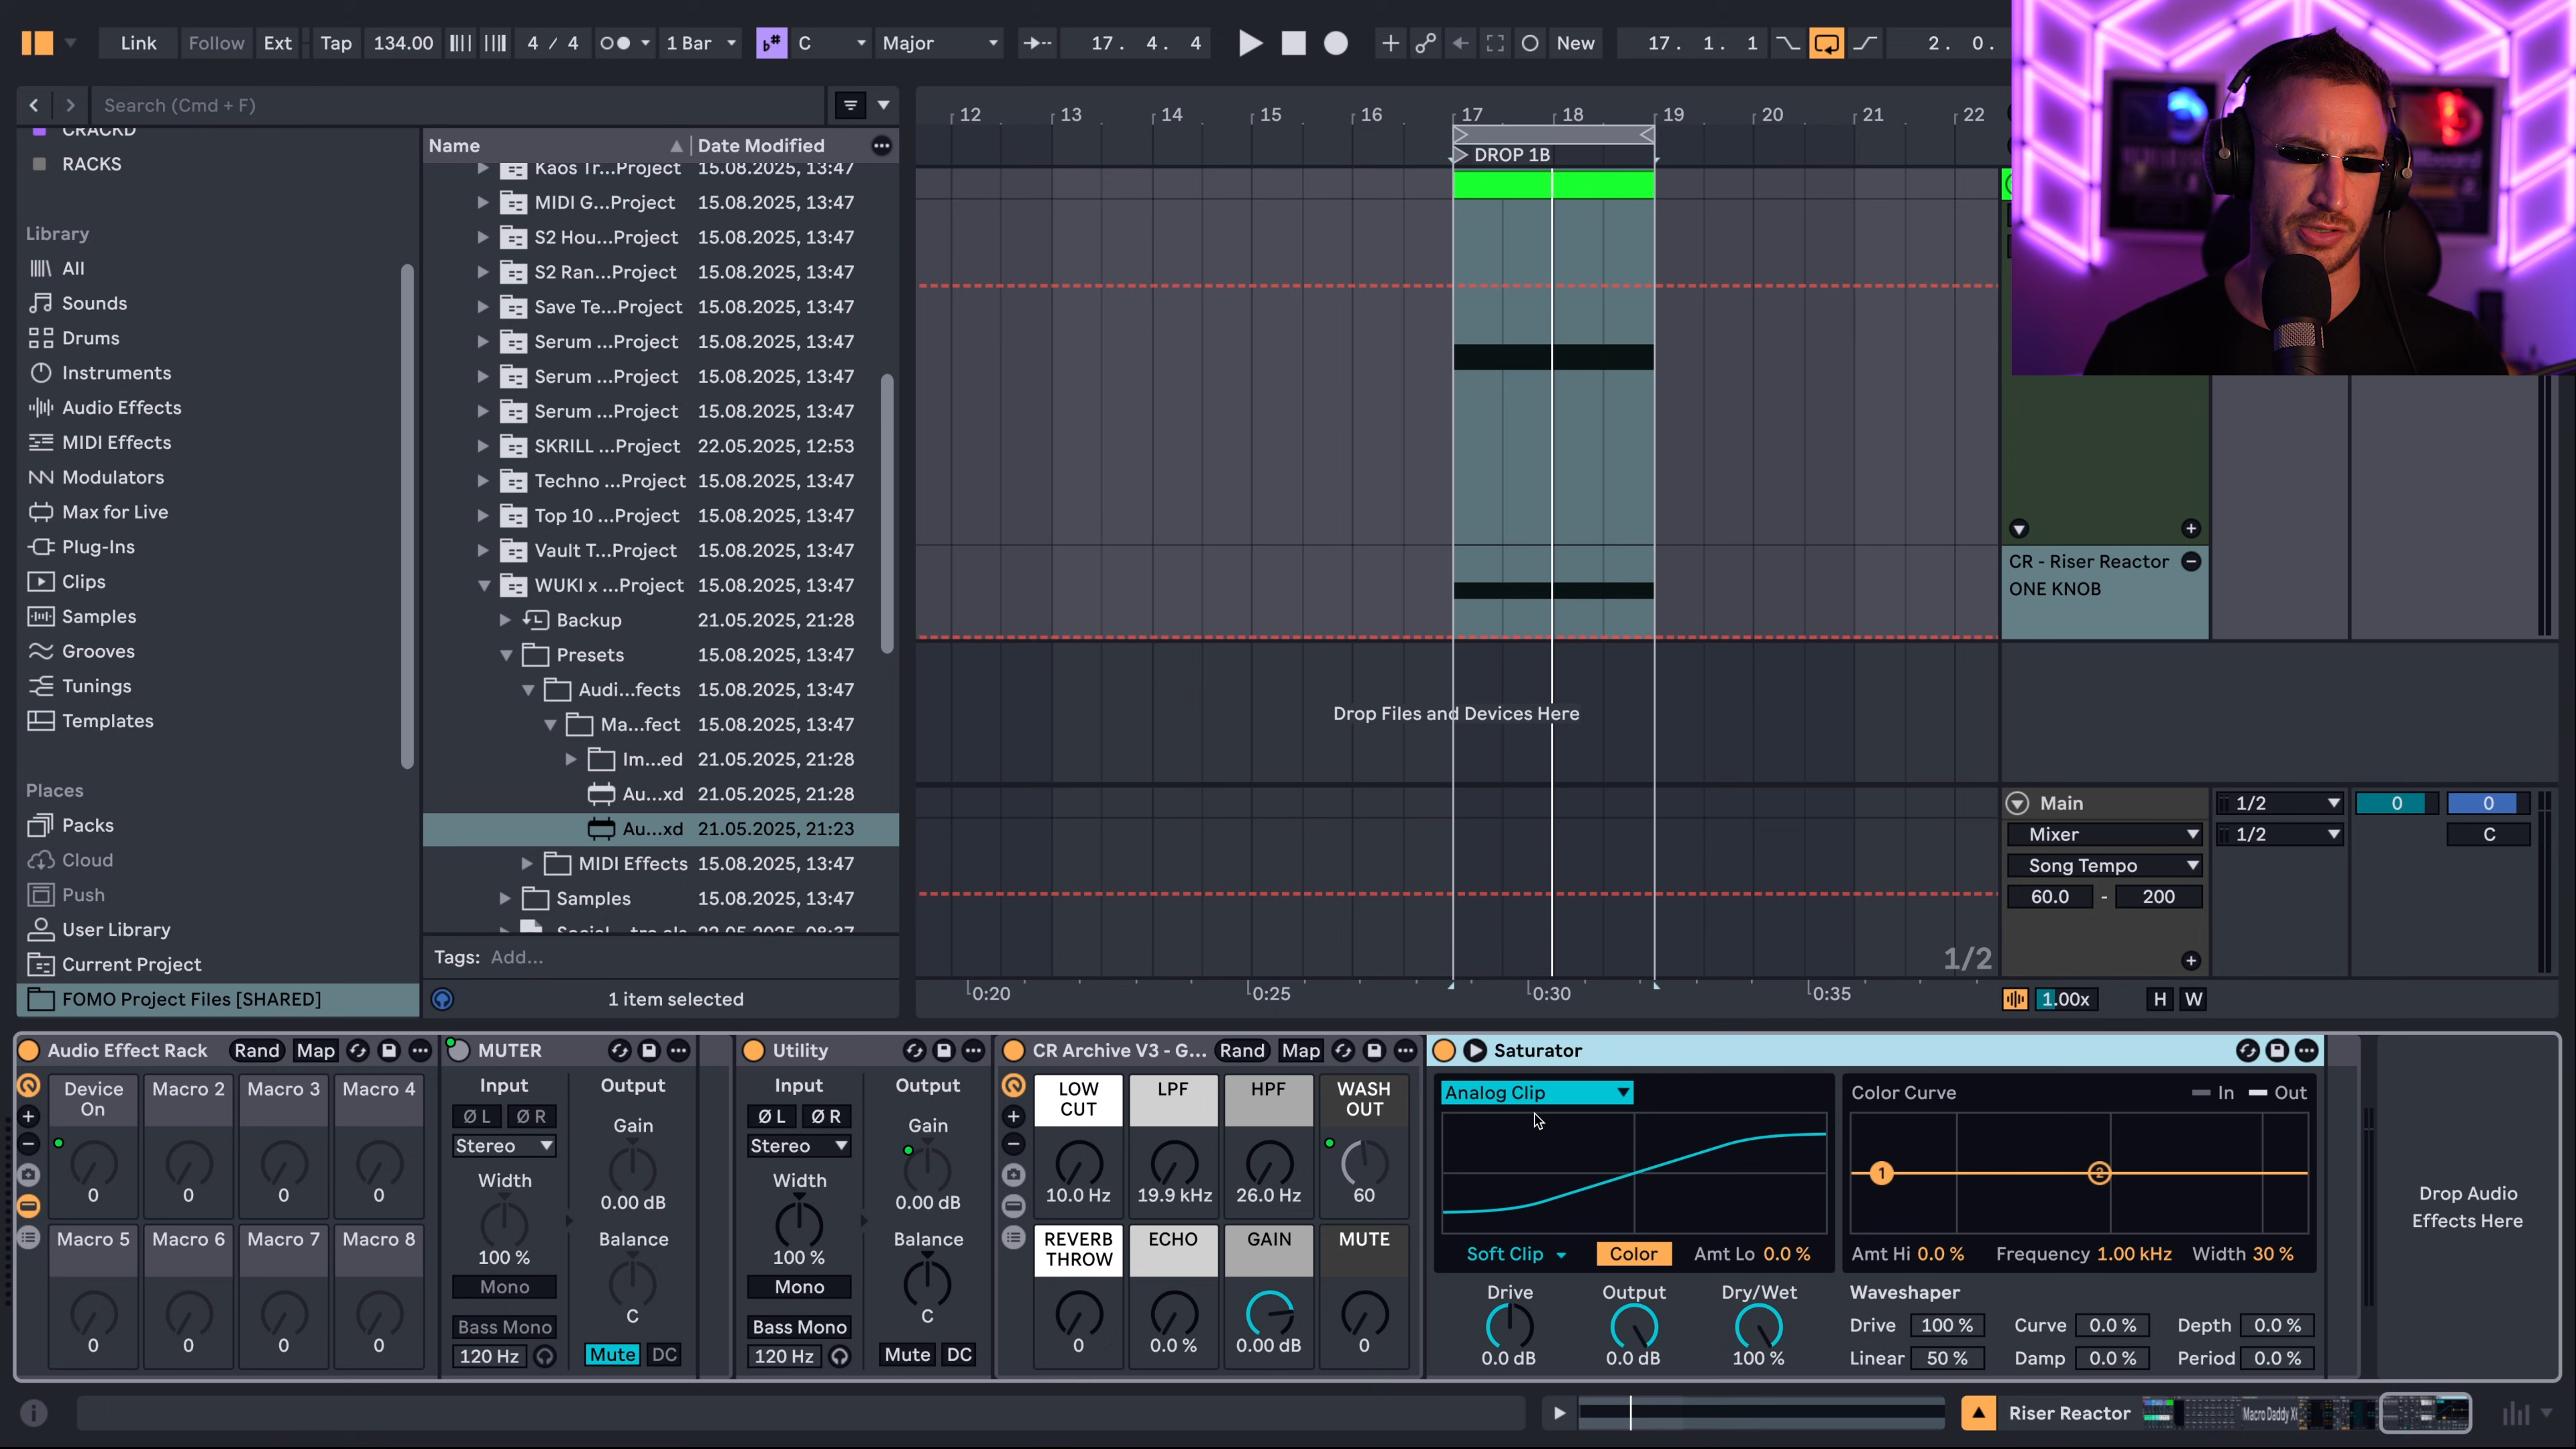 Link Follow Ext Tap 134.00 4 / 4 1 Bar C Major 17. 4. 4 New 17. 1. 1 2. 0.
Search (Cmd + F)
CRACKD
RACKS
Library
All
Sounds
Drums
Instruments
Audio Effects
MIDI Effects
Modulators
Max for Live
Plug-Ins
Clips
Samples
Grooves
Tunings
Templates
Places
Packs
Cloud
Push
User Library
Current Project
FOMO Project Files [SHARED]
Name Date Modified
Kaos Tr...Project 15.08.2025, 13:47
MIDI G...Project 15.08.2025, 13:47
S2 Hou...Project 15.08.2025, 13:47
S2 Ran...Project 15.08.2025, 13:47
Save Te...Project 15.08.2025, 13:47
Serum ...Project 15.08.2025, 13:47
Serum ...Project 15.08.2025, 13:47
Serum ...Project 15.08.2025, 13:47
SKRILL ...Project 22.05.2025, 12:53
Techno ...Project 15.08.2025, 13:47
Top 10 ...Project 15.08.2025, 13:47
Vault T...Project 15.08.2025, 13:47
WUKI x ...Project 15.08.2025, 13:47
Backup 21.05.2025, 21:28
Presets 15.08.2025, 13:47
Audi...fects 15.08.2025, 13:47
Ma...fect 15.08.2025, 13:47
Im...ed 21.05.2025, 21:28
Au...xd 21.05.2025, 21:28
Au...xd 21.05.2025, 21:23
MIDI Effects 15.08.2025, 13:47
Samples 15.08.2025, 13:47
Tags: Add...
1 item selected
12 13 14 15 16 17 18 19 20 21 22
DROP 1B
Drop Files and Devices Here
1/2
0:20 0:25 0:30 0:35
CR - Riser Reactor
ONE KNOB
Main 1/2 0 0
Mixer 1/2 C
Song Tempo
60.0 - 200
1.00x H W
Audio Effect Rack Rand Map
Device On Macro 2 Macro 3 Macro 4
0 0 0 0
Macro 5 Macro 6 Macro 7 Macro 8
0 0 0 0
MUTER
Input Output
Ø L Ø R Gain
Stereo
Width 0.00 dB
Balance
100 %
Mono C
Bass Mono
120 Hz Mute DC
Utility
Input Output
Ø L Ø R Gain
Stereo
Width 0.00 dB
Balance
100 %
Mono C
Bass Mono
120 Hz Mute DC
CR Archive V3 - G... Rand Map
LOW CUT LPF HPF WASH OUT
10.0 Hz 19.9 kHz 26.0 Hz 60
REVERB THROW ECHO GAIN MUTE
0 0.0 % 0.00 dB 0
Saturator
Analog Clip Color Curve In Out
1 2
Soft Clip Color Amt Lo 0.0 % Amt Hi 0.0 % Frequency 1.00 kHz Width 30 %
Drive Output Dry/Wet Waveshaper
Drive 100 % Curve 0.0 % Depth 0.0 %
0.0 dB 0.0 dB 100 % Linear 50 % Damp 0.0 % Period 0.0 %
Drop Audio
Effects Here
Riser Reactor Macro Daddy X